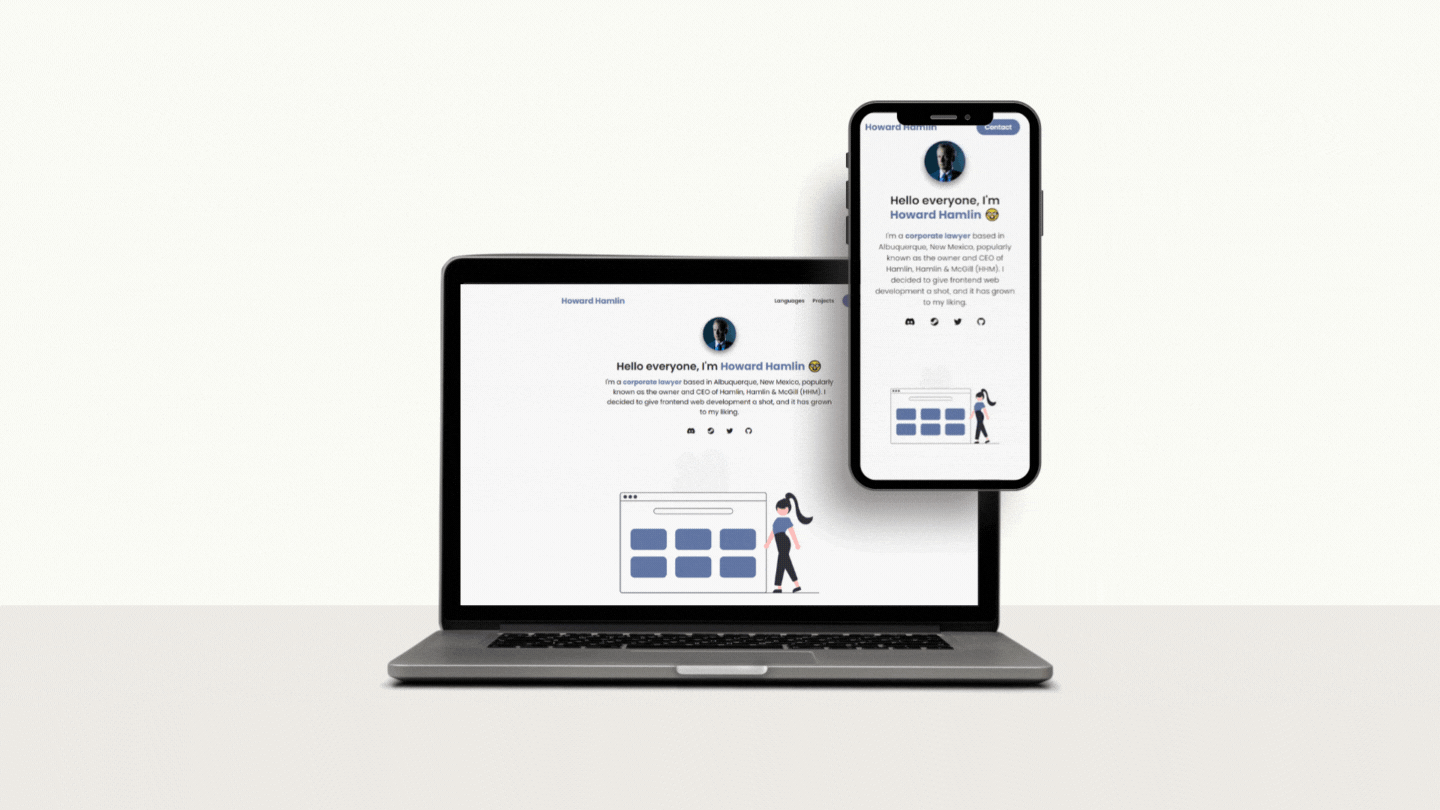 Howard Hamlin
Contact
Hello everyone, I'm
Howard Hamlin 🤓
I'm a corporate lawyer based in
Albuquerque, New Mexico, popularly
known as the owner and CEO of
Hamlin, Hamlin & McGill (HHM). I
decided to give frontend web
development a shot, and it has grown
to my liking.
Howard Hamlin
Languages Projects
Hello everyone, I'm Howard Hamlin 🤓
I'm a corporate lawyer based in Albuquerque, New Mexico, popularly
known as the owner and CEO of Hamlin, Hamlin & McGill (HHM). I
decided to give frontend web development a shot, and it has grown
to my liking.